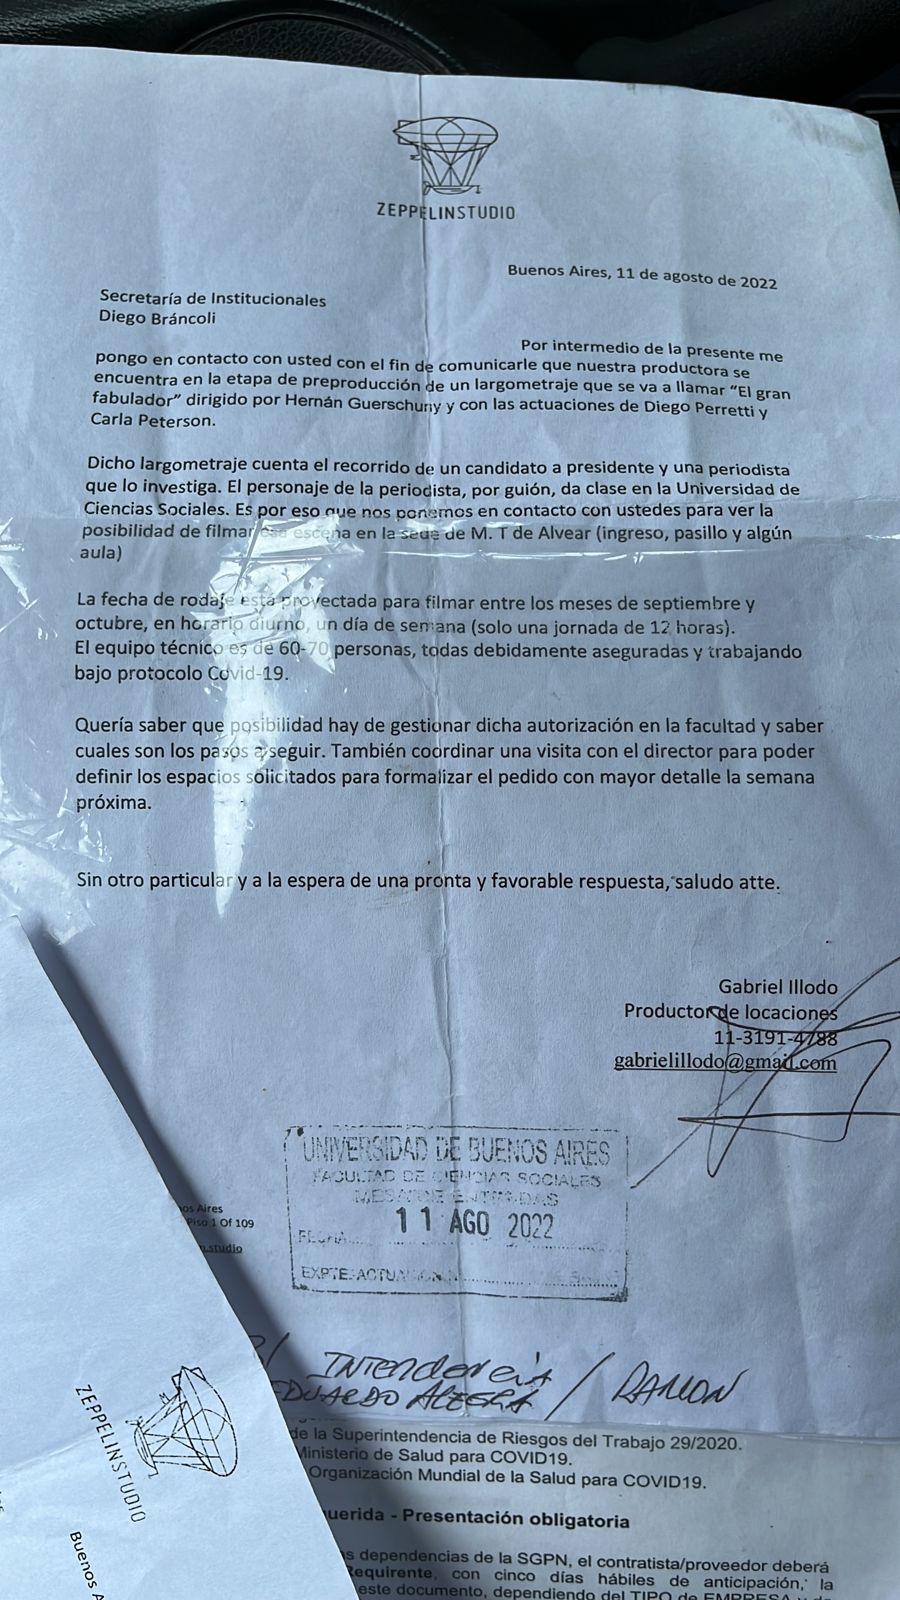 ZEPPELINSTUDIO
Buenos Aires, 11 de agosto de 2022
Secretaría de Institucionales
Diego Bráncoli
Por intermedio de la presente me
pongo en contacto con usted con el fin de comunicarle que nuestra productora se
encuentra en la etapa de preproducción de un largometraje que se va a llamar “El gran
fabulador” dirigido por Hernán Guerschuny y con las actuaciones de Diego Perretti y
Carla Peterson.
Dicho largometraje cuenta el recorrido de un candidato a presidente y una periodista
que lo investiga. El personaje de la periodista, por guión, da clase en la Universidad de
Ciencias Sociales. Es por eso que nos ponemos en contacto con ustedes para ver la
posibilidad de filmar esa escena en la sede de M. T de Alvear (ingreso, pasillo y algún
aula)
La fecha de rodaje está proyectada para filmar entre los meses de septiembre y
octubre, en horario diurno, un día de semana (solo una jornada de 12 horas).
El equipo técnico es de 60-70 personas, todas debidamente aseguradas y trabajando
bajo protocolo Covid-19.
Quería saber que posibilidad hay de gestionar dicha autorización en la facultad y saber
cuales son los pasos a seguir. También coordinar una visita con el director para poder
definir los espacios solicitados para formalizar el pedido con mayor detalle la semana
próxima.
Sin otro particular y a la espera de una pronta y favorable respuesta, saludo atte.
Gabriel Illodo
Productor de locaciones
11-3191-4788
gabrielillodo@gmail.com
UNIVERSIDAD DE BUENOS AIRES
FACULTAD DE CIENCIAS SOCIALES
MESA DE ENTRADAS
11 AGO 2022
FECHA
EXPTE. ACTUACION
os Aires
Piso 1 Of 109
.studio
Intendencia / RAMON
EDUARDO
de la Superintendencia de Riesgos del Trabajo 29/2020.
Ministerio de Salud para COVID19.
Organización Mundial de la Salud para COVID19.
uerida - Presentación obligatoria
s dependencias de la SGPN, el contratista/proveedor deberá
Requirente, con cinco días hábiles de anticipación, la
este documento, dependiendo del TIPO de EMPRESA y de
ZEPPELINSTUDIO
Buenos A